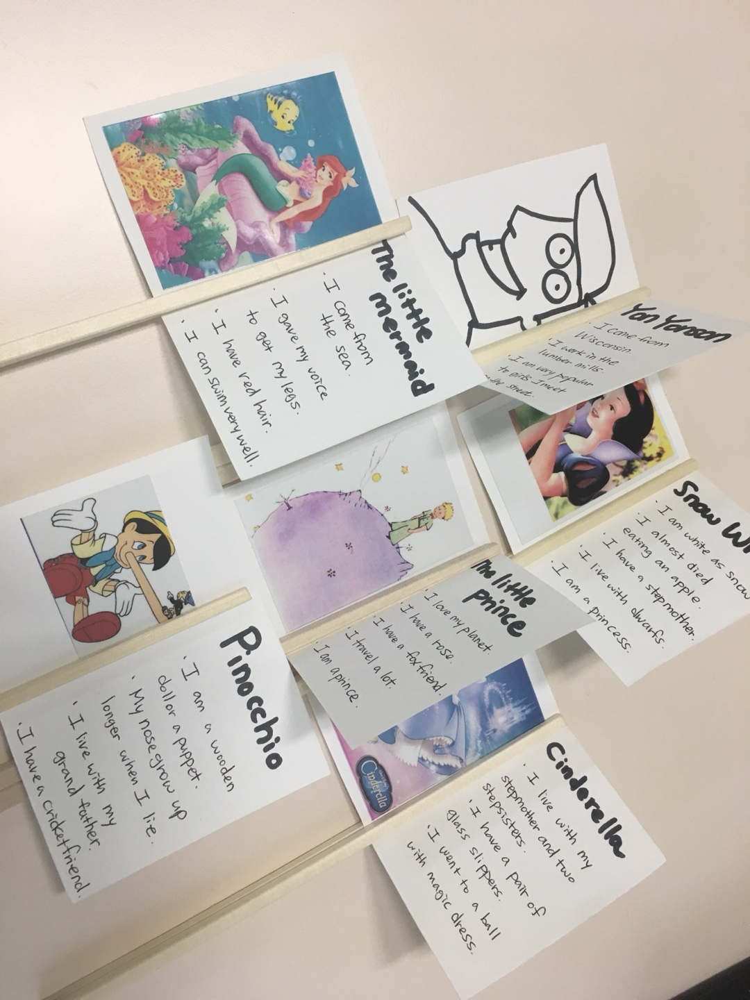 The little
mermaid
· I come from
the sea.
· I gave my voice
to get my legs.
· I have red hair.
· I can swim very well.
Yon Yonson
· I come from
Wisconsin.
· I work in the
lumber mills.
· I am very popular
to girls I meet
the street.
Snow Wh
· I am white as snow
· I almost died
eating an apple.
· I have a stepmother.
· I live with dwarfs.
· I am a princess.
The little
prince
· I love my planet.
· I have a rose.
· I have a fox friend.
· I travel a lot.
· I am a prince.
Pinocchio
· I am a wooden
doll or a puppet.
· My nose grow up
longer when I lie.
· I live with my
grand father.
· I have a cricket friend.
Cinderella
Cinderella
· I live with my
stepmother and two
stepsisters.
· I have a pair of
glass slippers.
· I went to a ball
with magic dress.